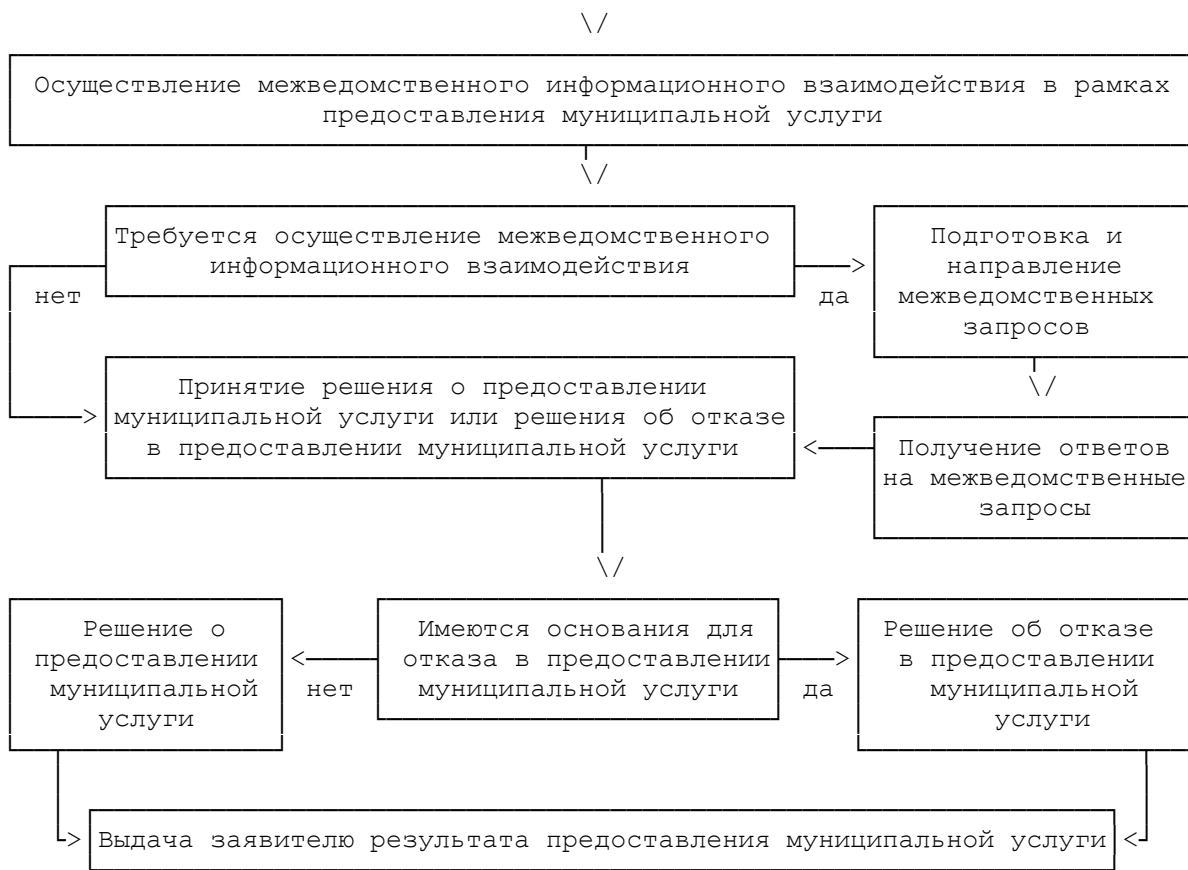 Осуществление межведомственного информационного взаимодействия в рамках
предоставления муниципальной услуги
Требуется осуществление межведомственного
информационного взаимодействия
нет
да
Подготовка и
направление
межведомственных
запросов
Принятие решения о предоставлении
муниципальной услуги или решения об отказе
в предоставлении муниципальной услуги
Получение ответов
на межведомственные
запросы
Решение о
предоставлении
муниципальной
услуги
нет
Имеются основания для
отказа в предоставлении
муниципальной услуги
да
Решение об отказе
в предоставлении
муниципальной
услуги
Выдача заявителю результата предоставления муниципальной услуги